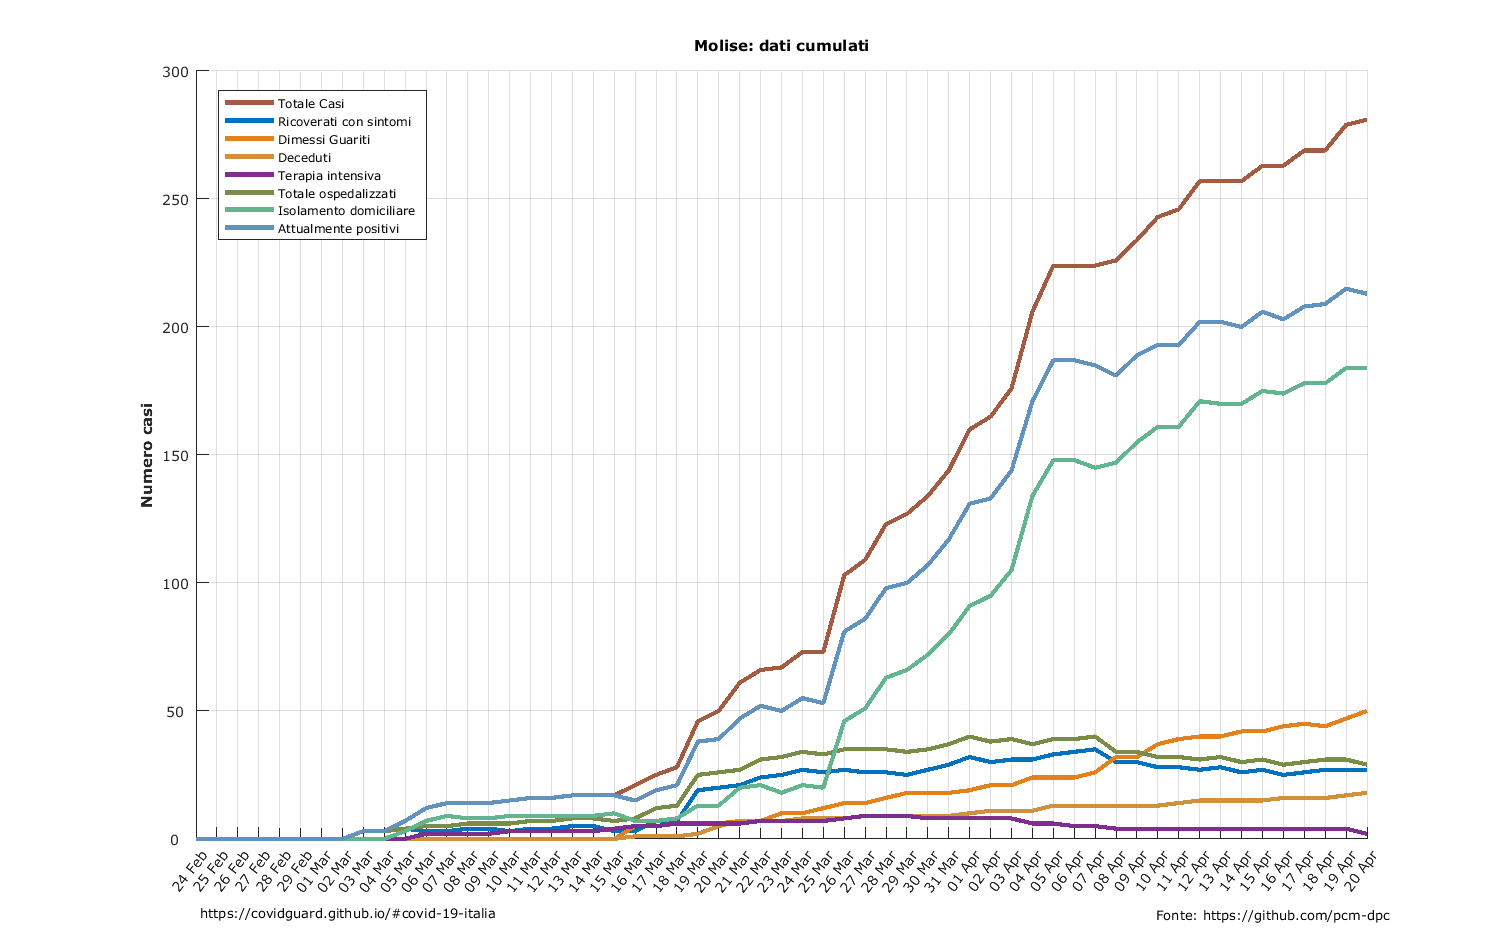 Molise: dati cumulati
300
250
200
150
100
50
0
Numero casi
Totale Casi
Ricoverati con sintomi
Dimessi Guariti
Deceduti
Terapia intensiva
Totale ospedalizzati
Isolamento domiciliare
Attualmente positivi
24 Feb
25 Feb
26 Feb
27 Feb
28 Feb
29 Feb
01 Mar
02 Mar
03 Mar
04 Mar
05 Mar
06 Mar
07 Mar
08 Mar
09 Mar
10 Mar
11 Mar
12 Mar
13 Mar
14 Mar
15 Mar
16 Mar
17 Mar
18 Mar
19 Mar
20 Mar
21 Mar
22 Mar
23 Mar
24 Mar
25 Mar
26 Mar
27 Mar
28 Mar
29 Mar
30 Mar
31 Mar
01 Apr
02 Apr
03 Apr
04 Apr
05 Apr
06 Apr
07 Apr
08 Apr
09 Apr
10 Apr
11 Apr
12 Apr
13 Apr
14 Apr
15 Apr
16 Apr
17 Apr
18 Apr
19 Apr
20 Apr
https://covidguard.github.io/#covid-19-italia
Fonte: https://github.com/pcm-dpc